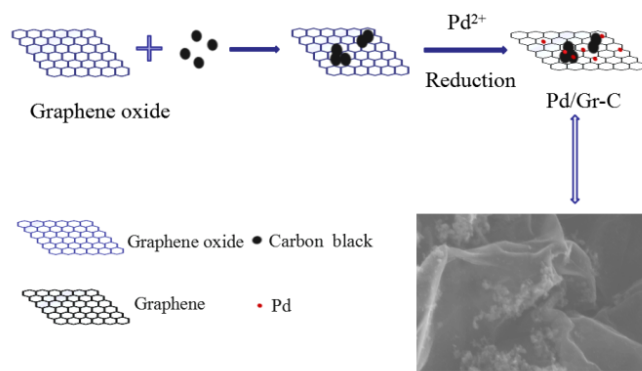 Pd²⁺
Graphene oxide
Reduction
Pd/Gr-C
Graphene oxide
Carbon black
Graphene
Pd